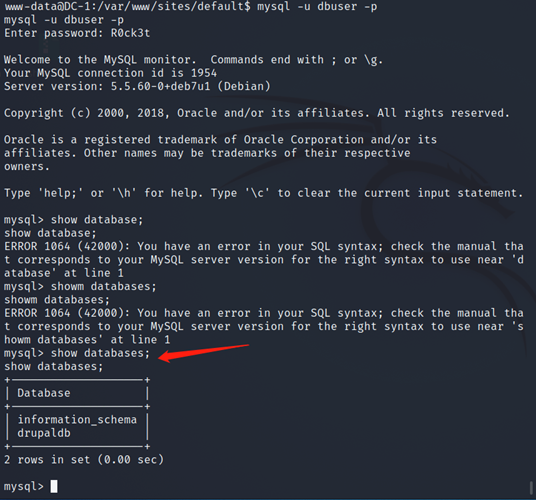 www-data@DC-1:/var/www/sites/default$ mysql -u dbuser -p
mysql -u dbuser -p
Enter password: R0ck3t
Welcome to the MySQL monitor.  Commands end with ; or \g.
Your MySQL connection id is 1954
Server version: 5.5.60-0+deb7u1 (Debian)
Copyright (c) 2000, 2018, Oracle and/or its affiliates. All rights reserved.
Oracle is a registered trademark of Oracle Corporation and/or its
affiliates. Other names may be trademarks of their respective
owners.
Type 'help;' or '\h' for help. Type '\c' to clear the current input statement.
mysql> show database;
show database;
ERROR 1064 (42000): You have an error in your SQL syntax; check the manual tha
t corresponds to your MySQL server version for the right syntax to use near 'd
atabase' at line 1
mysql> showm databases;
showm databases;
ERROR 1064 (42000): You have an error in your SQL syntax; check the manual tha
t corresponds to your MySQL server version for the right syntax to use near 's
howm databases' at line 1
mysql> show databases;
show databases;
+--------------------+
| Database           |
+--------------------+
| information_schema |
| drupaldb           |
+--------------------+
2 rows in set (0.00 sec)
mysql>